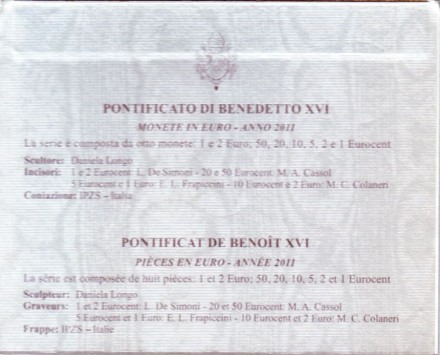 PONTIFICATO DI BENEDETTO XVI
MONETE IN EURO - ANNO 2011
La serie è composta da otto monete: 1 e 2 Euro; 50, 20, 10, 5, 2 e 1 Eurocent
Scultore: Daniela Longo
Incisori: 1 e 2 Eurocent: L. De Simoni - 20 e 50 Eurocent: M. A. Cassol
5 Eurocent e 1 Euro: E. L. Frapiccini - 10 Eurocent e 2 Euro: M. C. Colaneri
Coniazione: IPZS – Italia
PONTIFICAT DE BENOÎT XVI
PIÈCES EN EURO - ANNÉE 2011
La série est composée de huit pièces: 1 et 2 Euro; 50, 20, 10, 5, 2 et 1 Eurocent
Sculpteur: Daniela Longo
Graveurs: 1 et 2 Eurocent: L. De Simoni - 20 et 50 Eurocent: M. A. Cassol
5 Eurocent et 1 Euro: E. L. Frapiccini - 10 Eurocent et 2 Euro: M. C. Colaneri
Frappe: IPZS – Italie